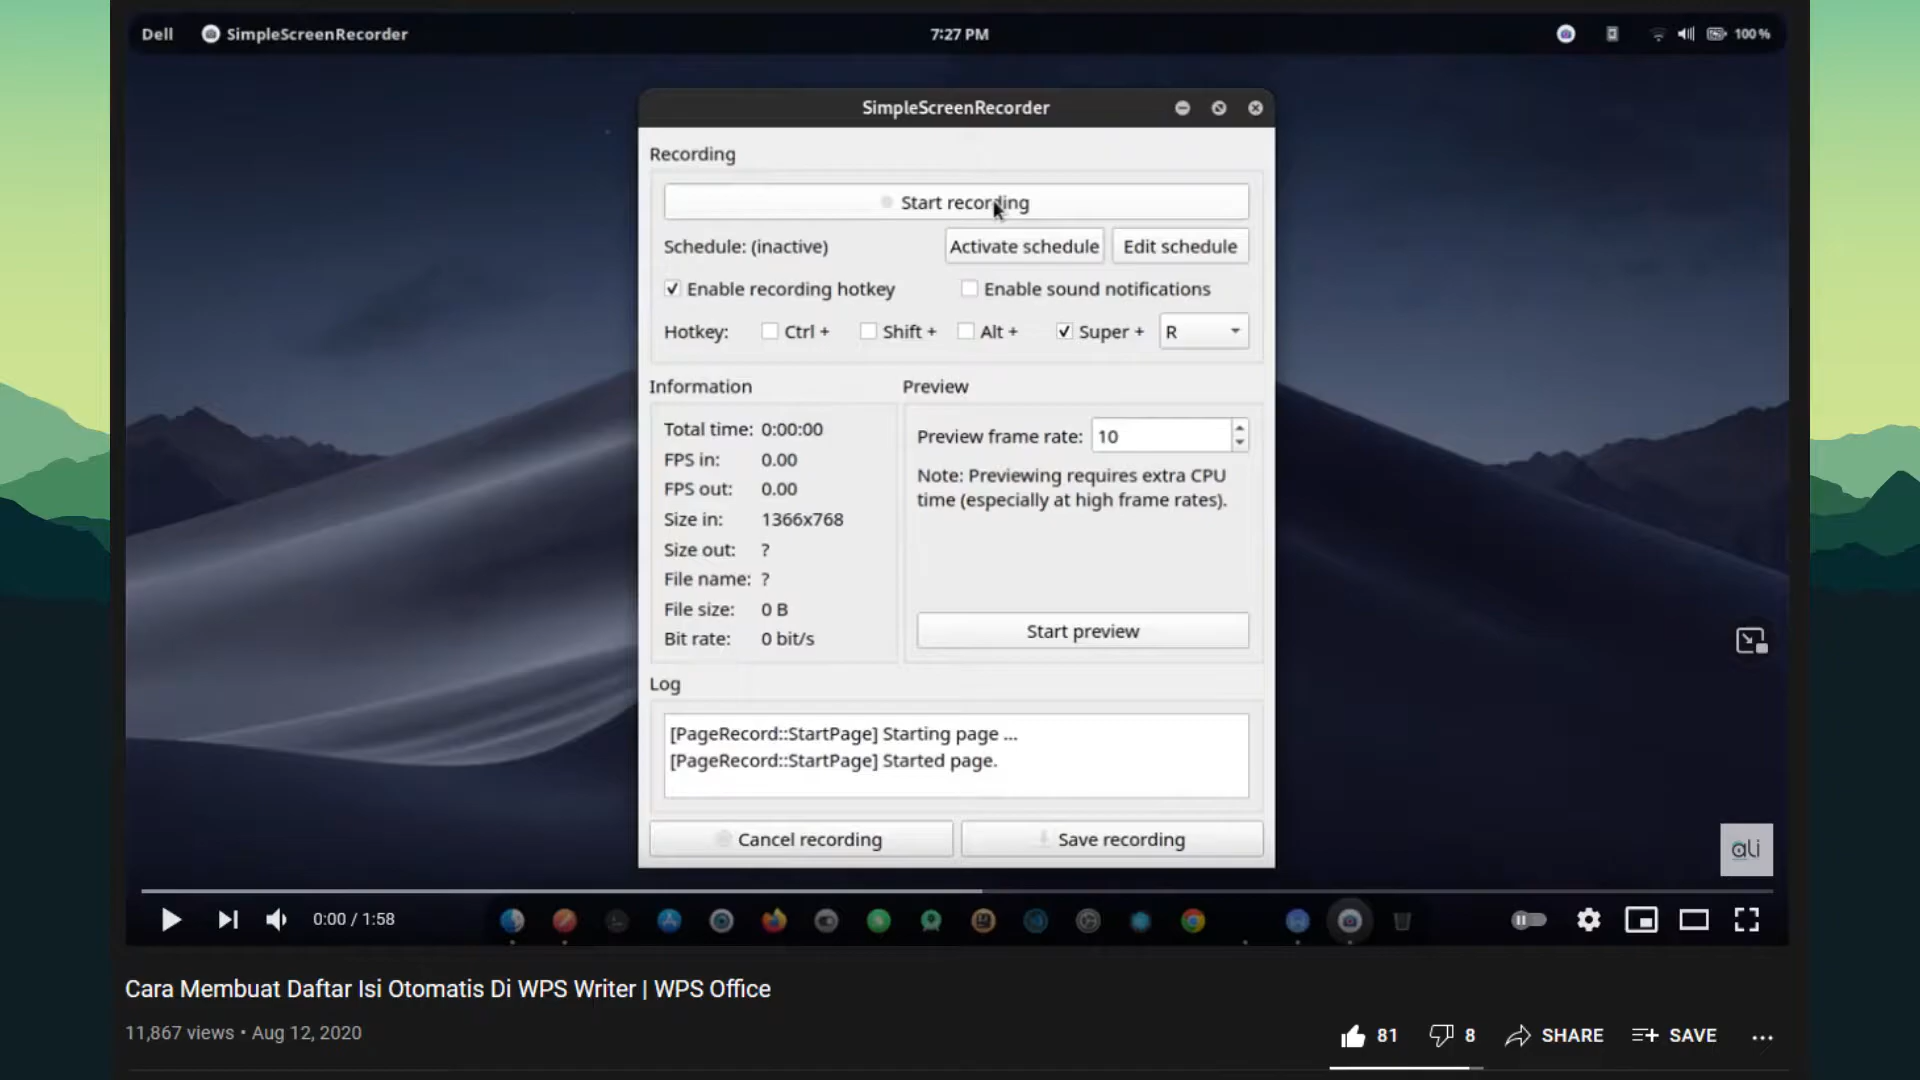 Dell SimpleScreenRecorder 7:27 PM 100%
SimpleScreenRecorder
Recording
Start recording
Schedule: (inactive) Activate schedule Edit schedule
Enable recording hotkey Enable sound notifications
Hotkey: Ctrl + Shift + Alt + Super + R
Information Preview
Total time: 0:00:00
FPS in: 0.00
FPS out: 0.00
Size in: 1366x768
Size out: ?
File name: ?
File size: 0 B
Bit rate: 0 bit/s
Preview frame rate: 10
Note: Previewing requires extra CPU
time (especially at high frame rates).
Start preview
Log
[PageRecord::StartPage] Starting page ...
[PageRecord::StartPage] Started page.
Cancel recording Save recording
ali
0:00 / 1:58
Cara Membuat Daftar Isi Otomatis Di WPS Writer | WPS Office
11,867 views • Aug 12, 2020
81 8 SHARE SAVE ...